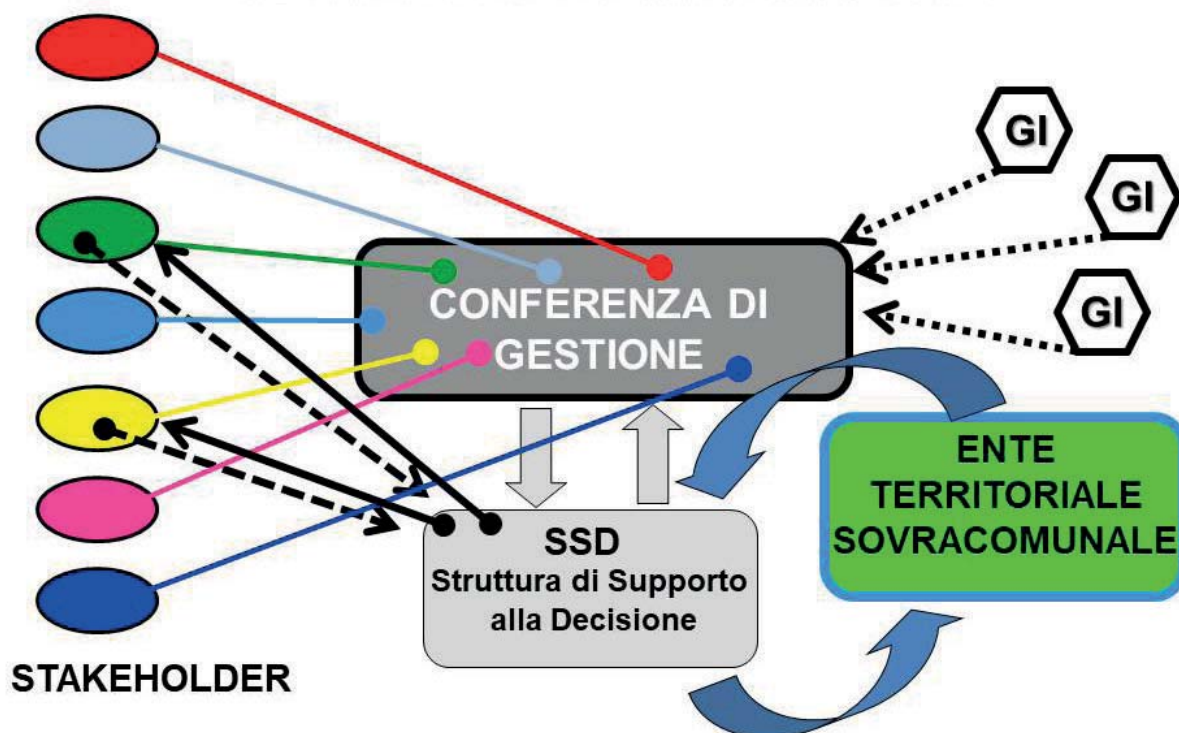 GI
GI
GI
CONFERENZA DI
GESTIONE
ENTE
TERRITORIALE
SOVRACOMUNALE
SSD
Struttura di Supporto
alla Decisione
STAKEHOLDER